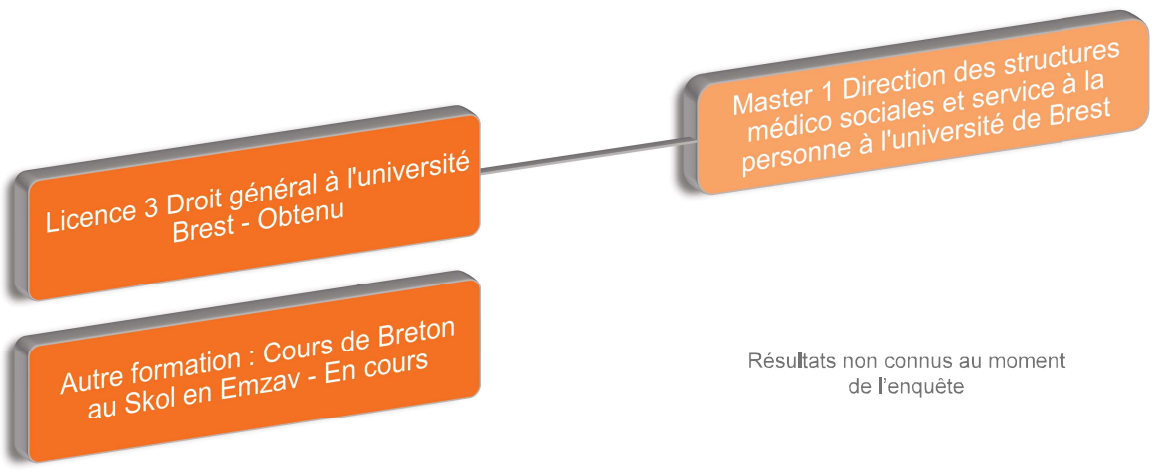 Master 1 Direction des structures
médico sociales et service à la
personne à l'université de Brest
Licence 3 Droit général à l'université
Brest - Obtenu
Autre formation : Cours de Breton
au Skol en Emzav - En cours
Résultats non connus au moment
de l'enquête